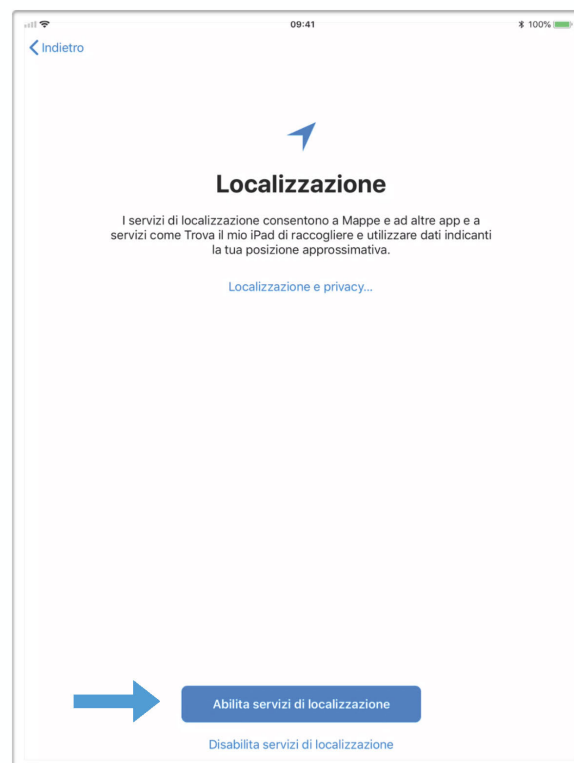 09:41
100%
Indietro
Localizzazione
I servizi di localizzazione consentono a Mappe e ad altre app e a
servizi come Trova il mio iPad di raccogliere e utilizzare dati indicanti
la tua posizione approssimativa.
Localizzazione e privacy...
Abilita servizi di localizzazione
Disabilita servizi di localizzazione